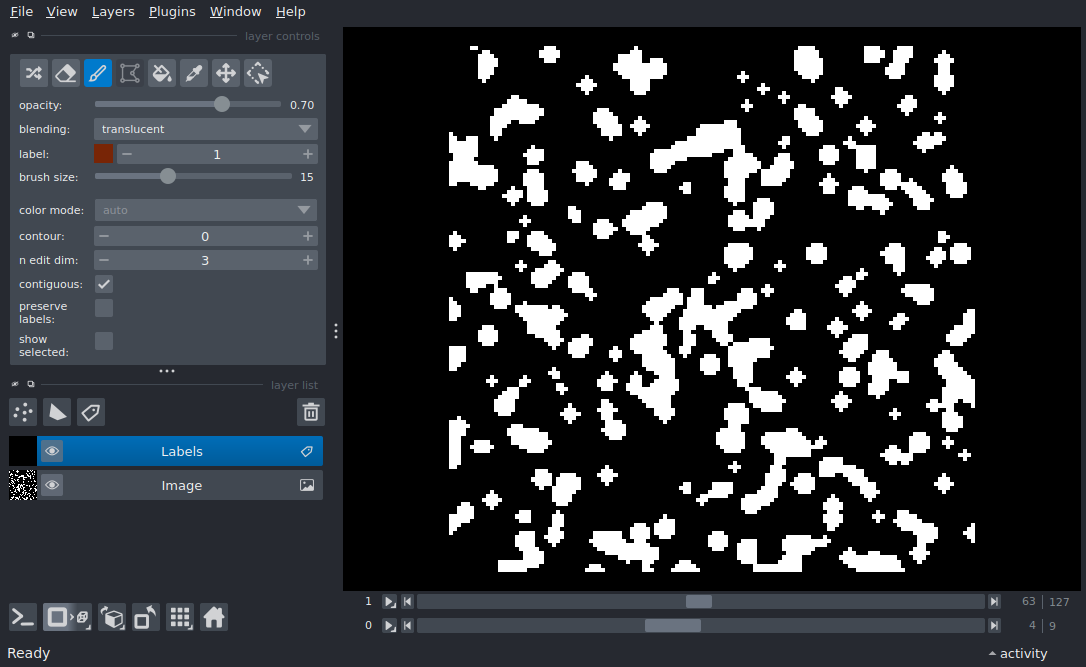 File View Layers Plugins Window Help
layer controls
opacity: 0.70
blending: translucent
label: 1
brush size: 15
color mode: auto
contour: 0
n edit dim: 3
contiguous:
preserve
labels:
show
selected:
layer list
Labels
Image
1 63 127
0 4 9
Ready activity